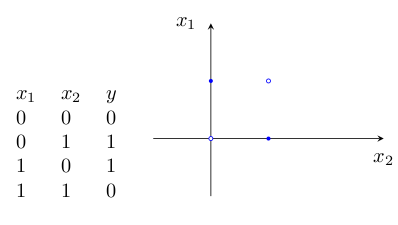 x₁
x₁ x₂ y
0 0 0
0 1 1
1 0 1
1 1 0
x₂